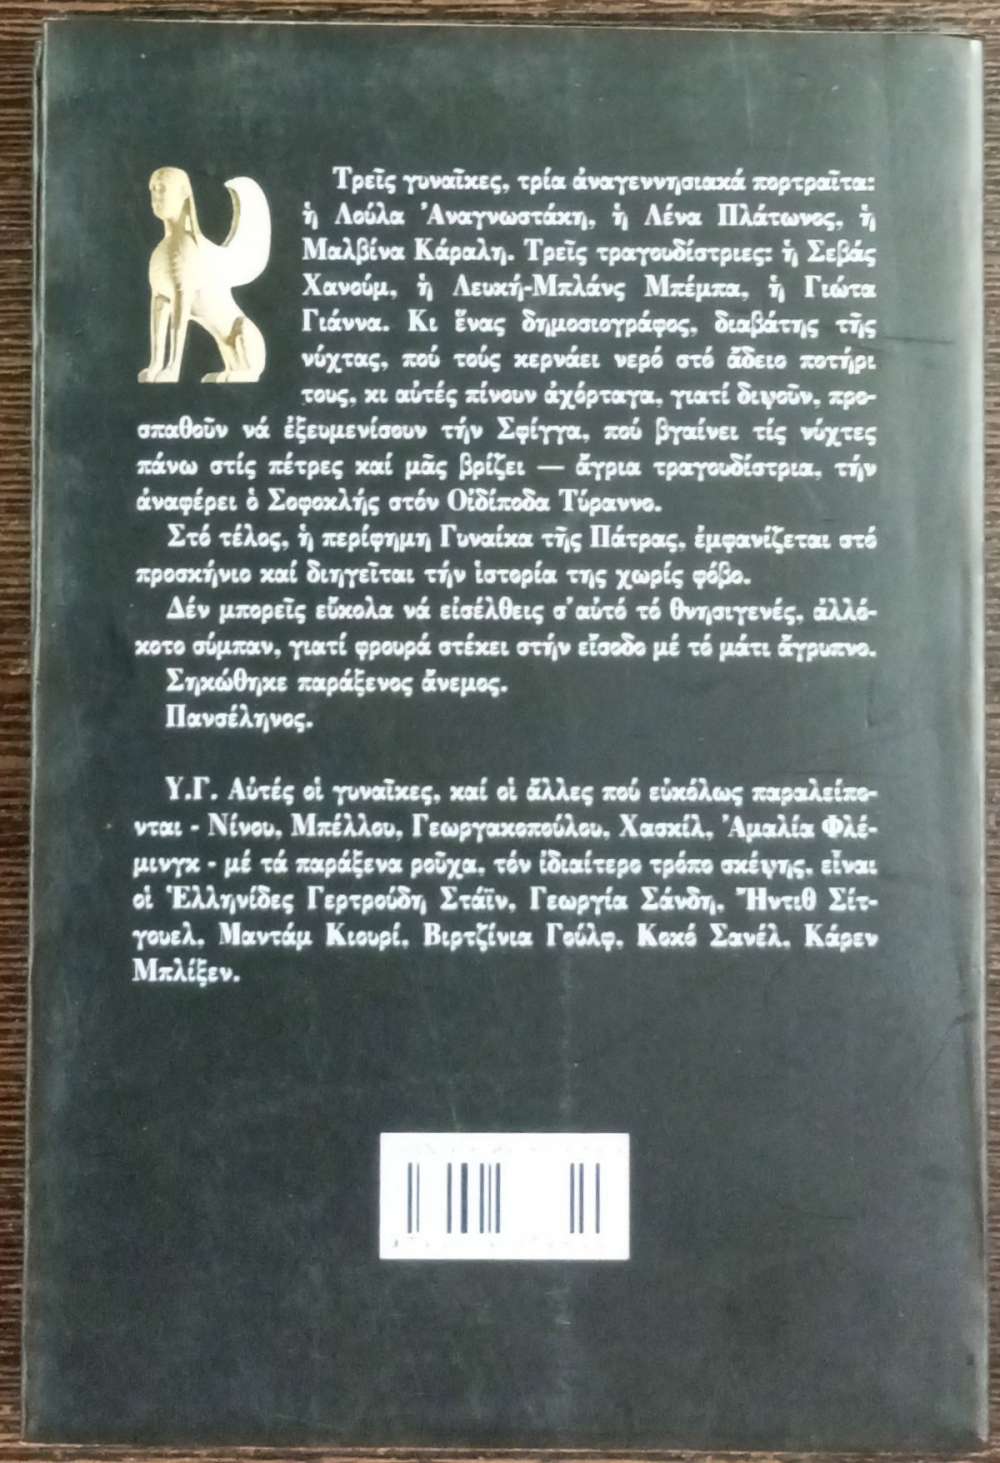 Τρεῖς γυναῖκες, τρία ἀναγεννησιακά πορτραῖτα:
ἡ Λούλα Ἀναγνωστάκη, ἡ Λένα Πλάτωνος, ἡ
Μαλβίνα Κάραλη. Τρεῖς τραγουδίστριες: ἡ Σεβάς
Χανούμ, ἡ Λευκή-Μπλάνς Μπέμπα, ἡ Γιώτα
Γιάννα. Κι ἕνας δημοσιογράφος, διαβάτης τῆς
νύχτας, πού τούς κερνάει νερό στό ἄδειο ποτήρι
τους, κι αὐτές πίνουν ἀχόρταγα, γιατί διψοῦν, προ-
σπαθοῦν νά ἐξευμενίσουν τήν Σφίγγα, πού βγαίνει τίς νύχτες
πάνω στίς πέτρες καί μᾶς βρίζει — ἄγρια τραγουδίστρια, τήν
ἀναφέρει ὁ Σοφοκλής στόν Οἰδίποδα Τύραννο.
Στό τέλος, ἡ περίφημη Γυναίκα τῆς Πάτρας, ἐμφανίζεται στό
προσκήνιο καί διηγεῖται τήν ἱστορία της χωρίς φόβο.
Δέν μπορεῖς εὔκολα νά εἰσέλθεις σ' αὐτό τό θνησιγενές, ἀλλό-
κοτο σύμπαν, γιατί φρουρά στέκει στήν εἴσοδο μέ τό μάτι ἄγρυπνο.
Σηκώθηκε παράξενος ἄνεμος.
Πανσέληνος.
Υ.Γ. Αὐτές οἱ γυναῖκες, καί οἱ ἄλλες πού εὐκόλως παραλείπο-
νται - Νίνου, Μπέλλου, Γεωργακοπούλου, Χασκίλ, Ἀμαλία Φλέ-
μινγκ - μέ τά παράξενα ροῦχα, τόν ἰδιαίτερο τρόπο σκέψης, εἶναι
οἱ Ἑλληνίδες Γερτρούδη Στάϊν, Γεωργία Σάνδη, Ἤντιθ Σίτ-
γουελ, Μαντάμ Κιουρί, Βιρτζίνια Γούλφ, Κοκό Σανέλ, Κάρεν
Μπλίξεν.